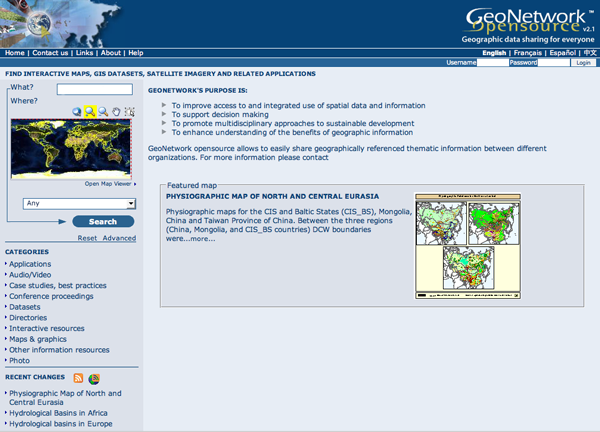 GeoNetwork™
Opensource v2.1
Geographic data sharing for everyone
Home | Contact us | Links | About | Help
English | Français | Español | 中文
Username Password Login
FIND INTERACTIVE MAPS, GIS DATASETS, SATELLITE IMAGERY AND RELATED APPLICATIONS
What?
Where?
Open Map Viewer
Any
Search
Reset Advanced
CATEGORIES
Applications
Audio/Video
Case studies, best practices
Conference proceedings
Datasets
Directories
Interactive resources
Maps & graphics
Other information resources
Photo
RECENT CHANGES
Physiographic Map of North and
Central Eurasia
Hydrological Basins in Africa
Hydrological basins in Europe
GEONETWORK'S PURPOSE IS:
To improve access to and integrated use of spatial data and information
To support decision making
To promote multidisciplinary approaches to sustainable development
To enhance understanding of the benefits of geographic information
GeoNetwork opensource allows to easily share geographically referenced thematic information between different
organizations. For more information please contact
Featured map
PHYSIOGRAPHIC MAP OF NORTH AND CENTRAL EURASIA
Physiographic maps for the CIS and Baltic States (CIS_BS), Mongolia,
China and Taiwan Province of China. Between the three regions
(China, Mongolia, and CIS_BS countries) DCW boundaries
were...more...